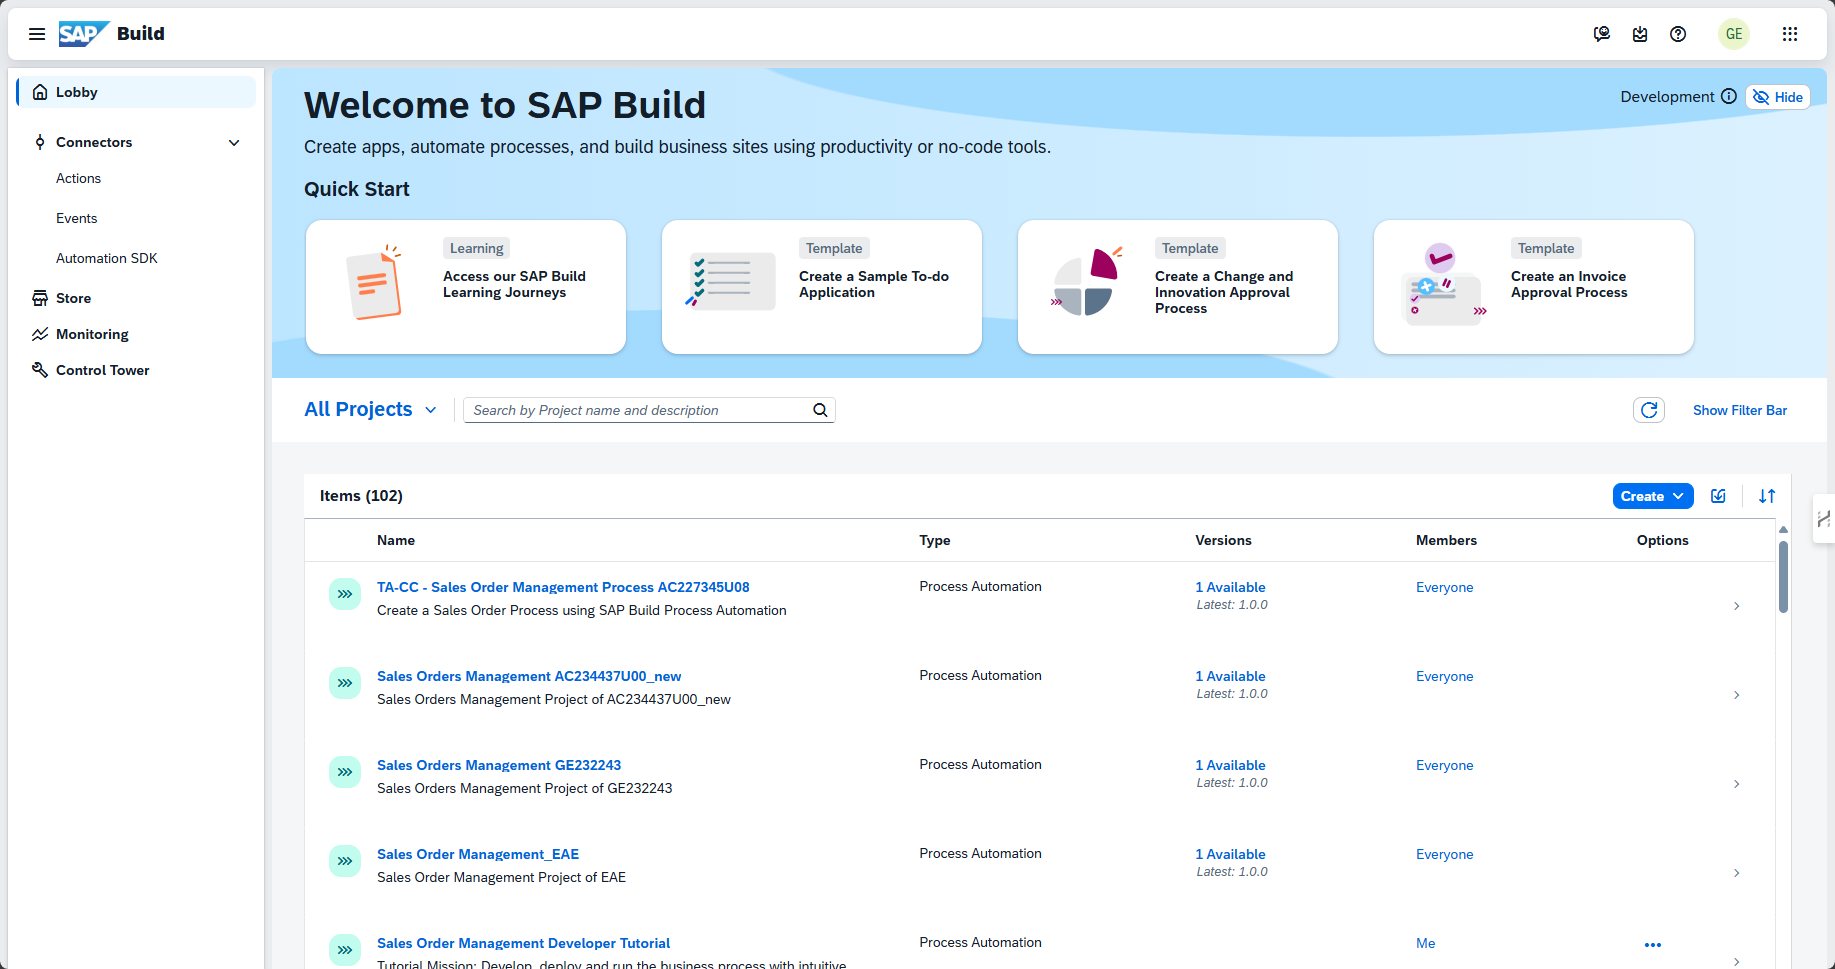 SAP Build
GE
Lobby
Connectors
Actions
Events
Automation SDK
Store
Monitoring
Control Tower
Welcome to SAP Build
Development
Hide
Create apps, automate processes, and build business sites using productivity or no-code tools.
Quick Start
Learning
Access our SAP Build
Learning Journeys
Template
Create a Sample To-do
Application
Template
Create a Change and
Innovation Approval
Process
Template
Create an Invoice
Approval Process
All Projects
Search by Project name and description
Show Filter Bar
Items (102)
Create
Name Type Versions Members Options
TA-CC - Sales Order Management Process AC227345U08 Process Automation 1 Available Everyone
Create a Sales Order Process using SAP Build Process Automation Latest: 1.0.0
Sales Orders Management AC234437U00_new Process Automation 1 Available Everyone
Sales Orders Management Project of AC234437U00_new Latest: 1.0.0
Sales Orders Management GE232243 Process Automation 1 Available Everyone
Sales Orders Management Project of GE232243 Latest: 1.0.0
Sales Order Management_EAE Process Automation 1 Available Everyone
Sales Order Management Project of EAE Latest: 1.0.0
Sales Order Management Developer Tutorial Process Automation Me
Tutorial Mission: Develop, deploy and run the business process with intuitive